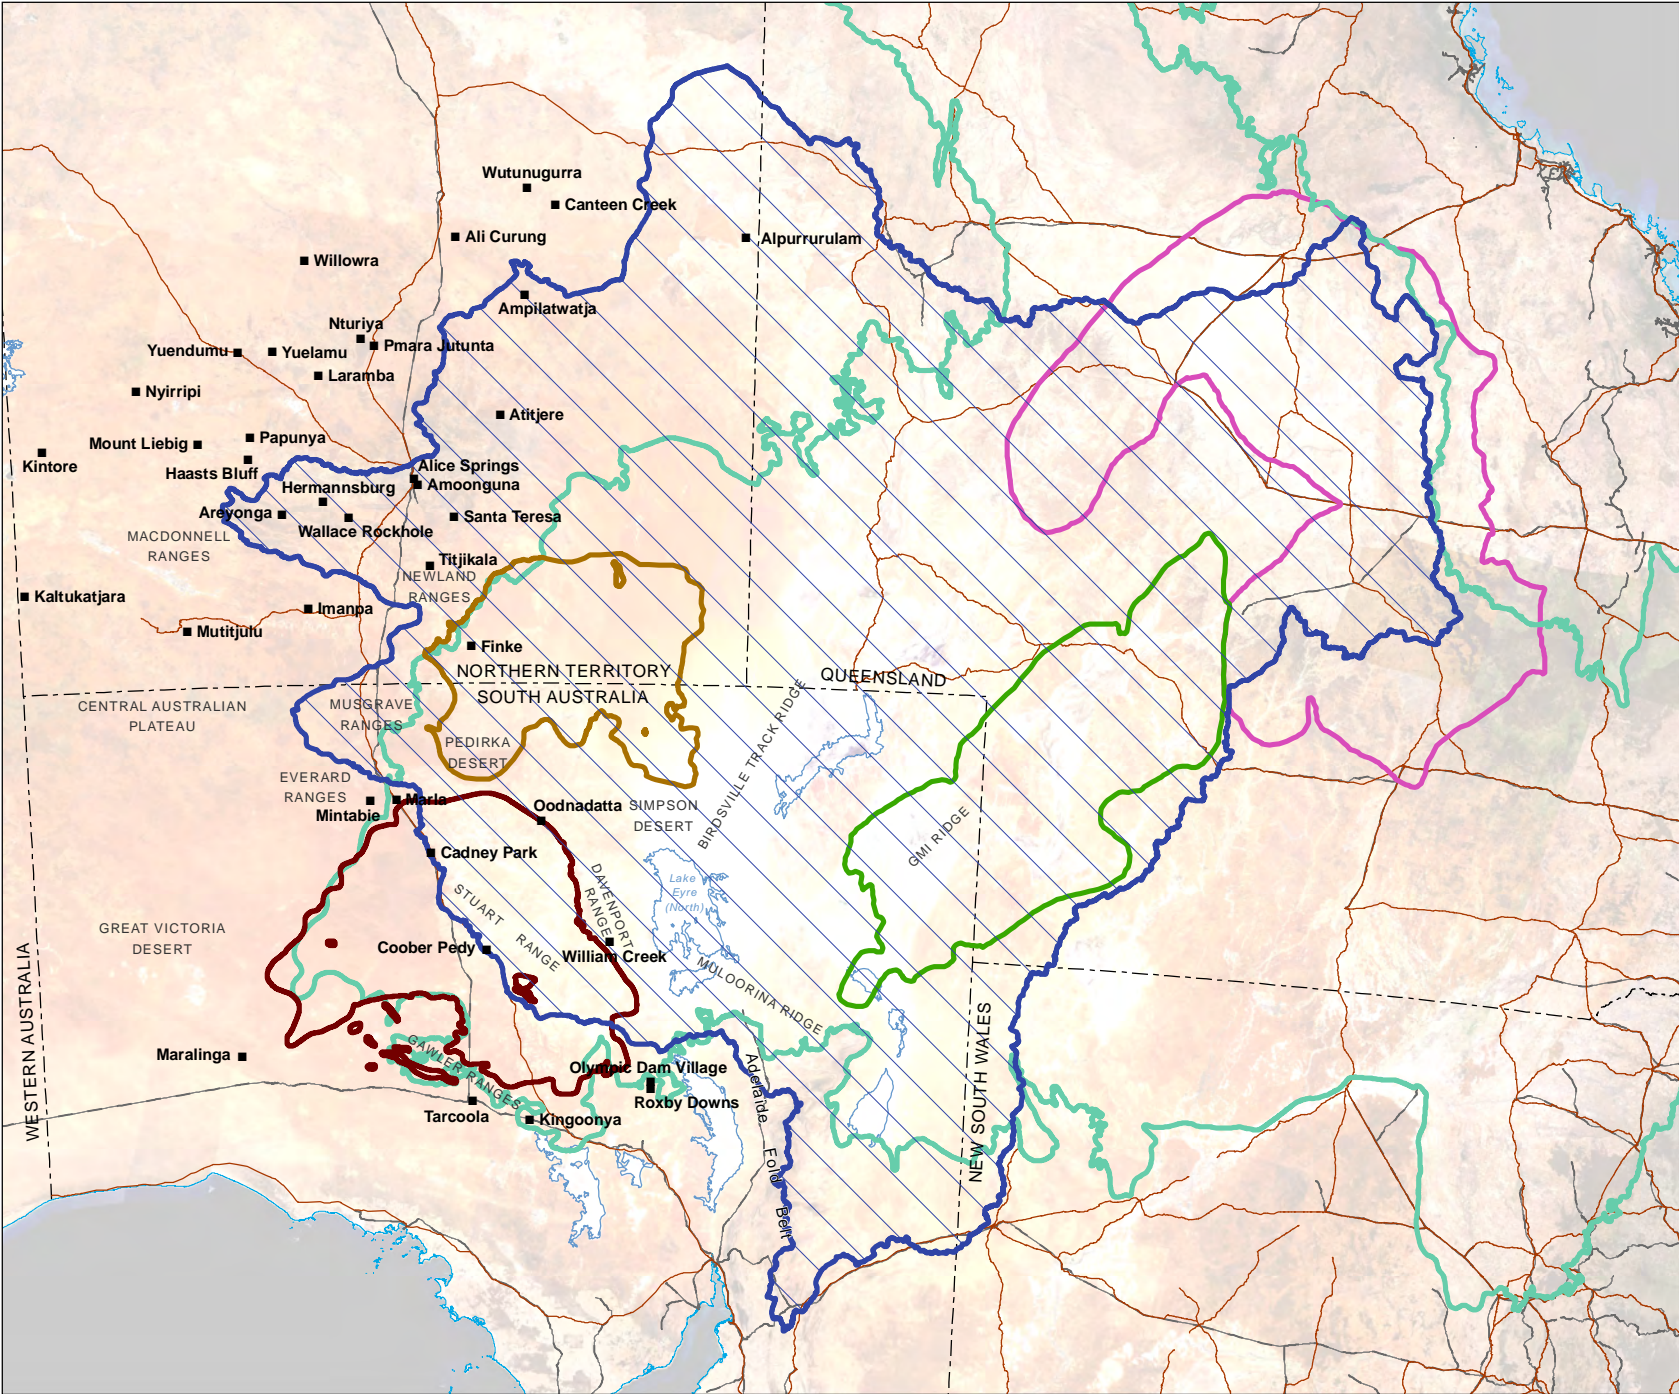 Wutunugurra
Canteen Creek
Ali Curung
Alpurrurulam
Willowra
Ampilatwatja
Nturiya
Yuendumu
Yuelamu
Pmara Jutunta
Laramba
Nyirripi
Atitjere
Mount Liebig
Papunya
Kintore
Haasts Bluff
Alice Springs
Amoonguna
Hermannsburg
Areyonga
Santa Teresa
Wallace Rockhole
MACDONNELL
RANGES
Titjikala
NEWLAND
RANGES
Kaltukatjara
Imanpa
Mutitjulu
Finke
NORTHERN TERRITORY
SOUTH AUSTRALIA
QUEENSLAND
CENTRAL AUSTRALIAN
PLATEAU
MUSGRAVE
RANGES
PEDIRKA
DESERT
BIRDSVILLE TRACK RIDGE
EVERARD
RANGES
Marla
Mintabie
Oodnadatta
SIMPSON
DESERT
GMI RIDGE
Cadney Park
Lake
Eyre
(North)
DAVENPORT
RANGE
STUART RANGE
GREAT VICTORIA
DESERT
Coober Pedy
William Creek
MULOORINA RIDGE
WESTERN AUSTRALIA
NEW SOUTH WALES
Maralinga
GAWLER RANGES
Olympic Dam Village
Roxby Downs
Adelaide Fold Belt
Tarcoola
Kingoonya